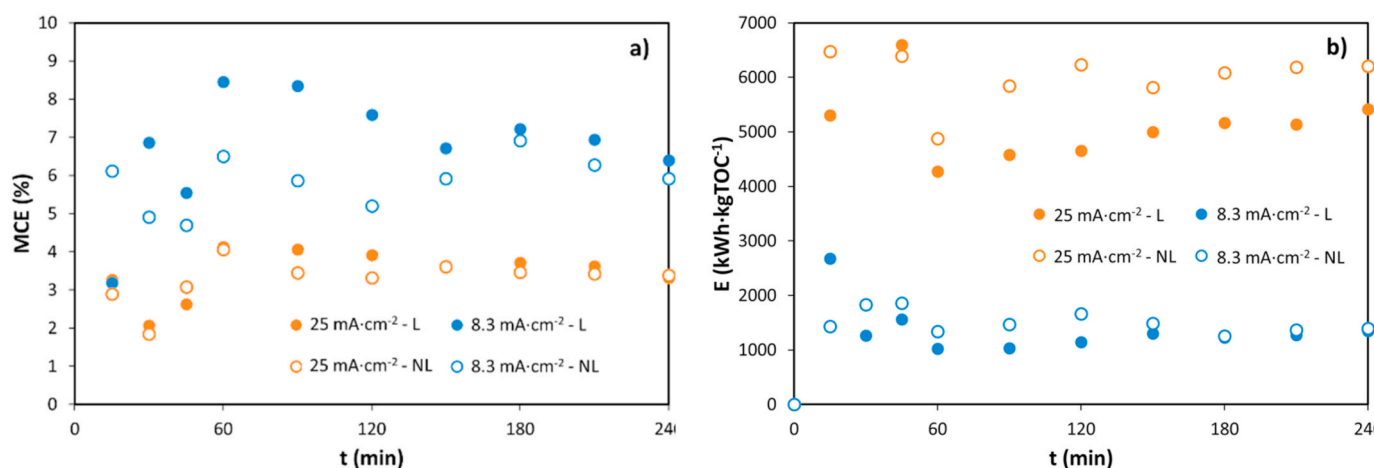 a)
MCE (%)
10
9
8
7
6
5
4
3
2
1
0
25 mA·cm⁻² - L
8.3 mA·cm⁻² - L
25 mA·cm⁻² - NL
8.3 mA·cm⁻² - NL
0 60 120 180 240
t (min)
b)
E (kWh·kgTOC⁻¹)
7000
6000
5000
4000
3000
2000
1000
0
25 mA·cm⁻² - L
8.3 mA·cm⁻² - L
25 mA·cm⁻² - NL
8.3 mA·cm⁻² - NL
0 60 120 180 240
t (min)